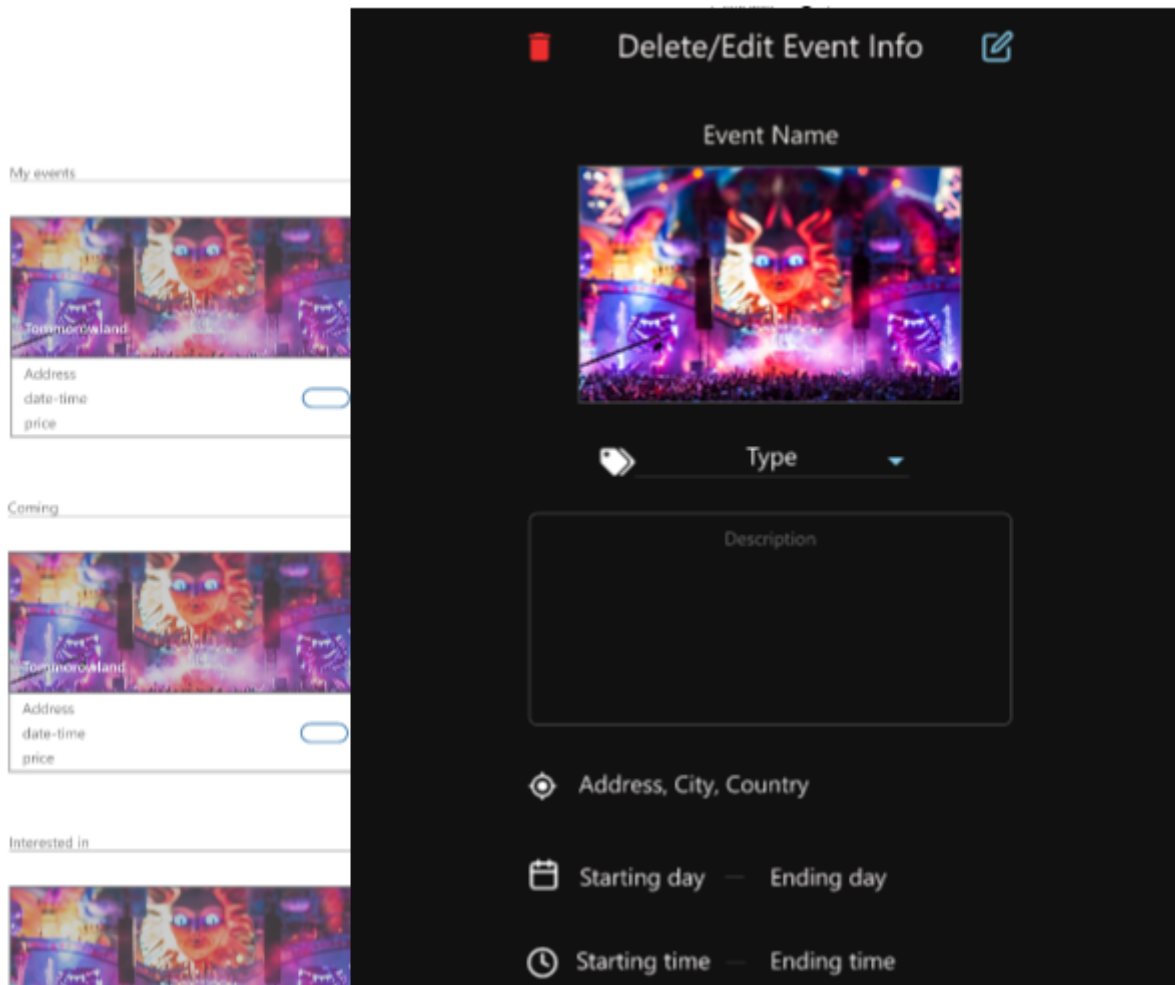 My events
Tommorowland
Address
date-time
price
Coming
Tommorowland
Address
date-time
price
Interested in
Delete/Edit Event Info
Event Name
Type
Description
Address, City, Country
Starting day — Ending day
Starting time — Ending time